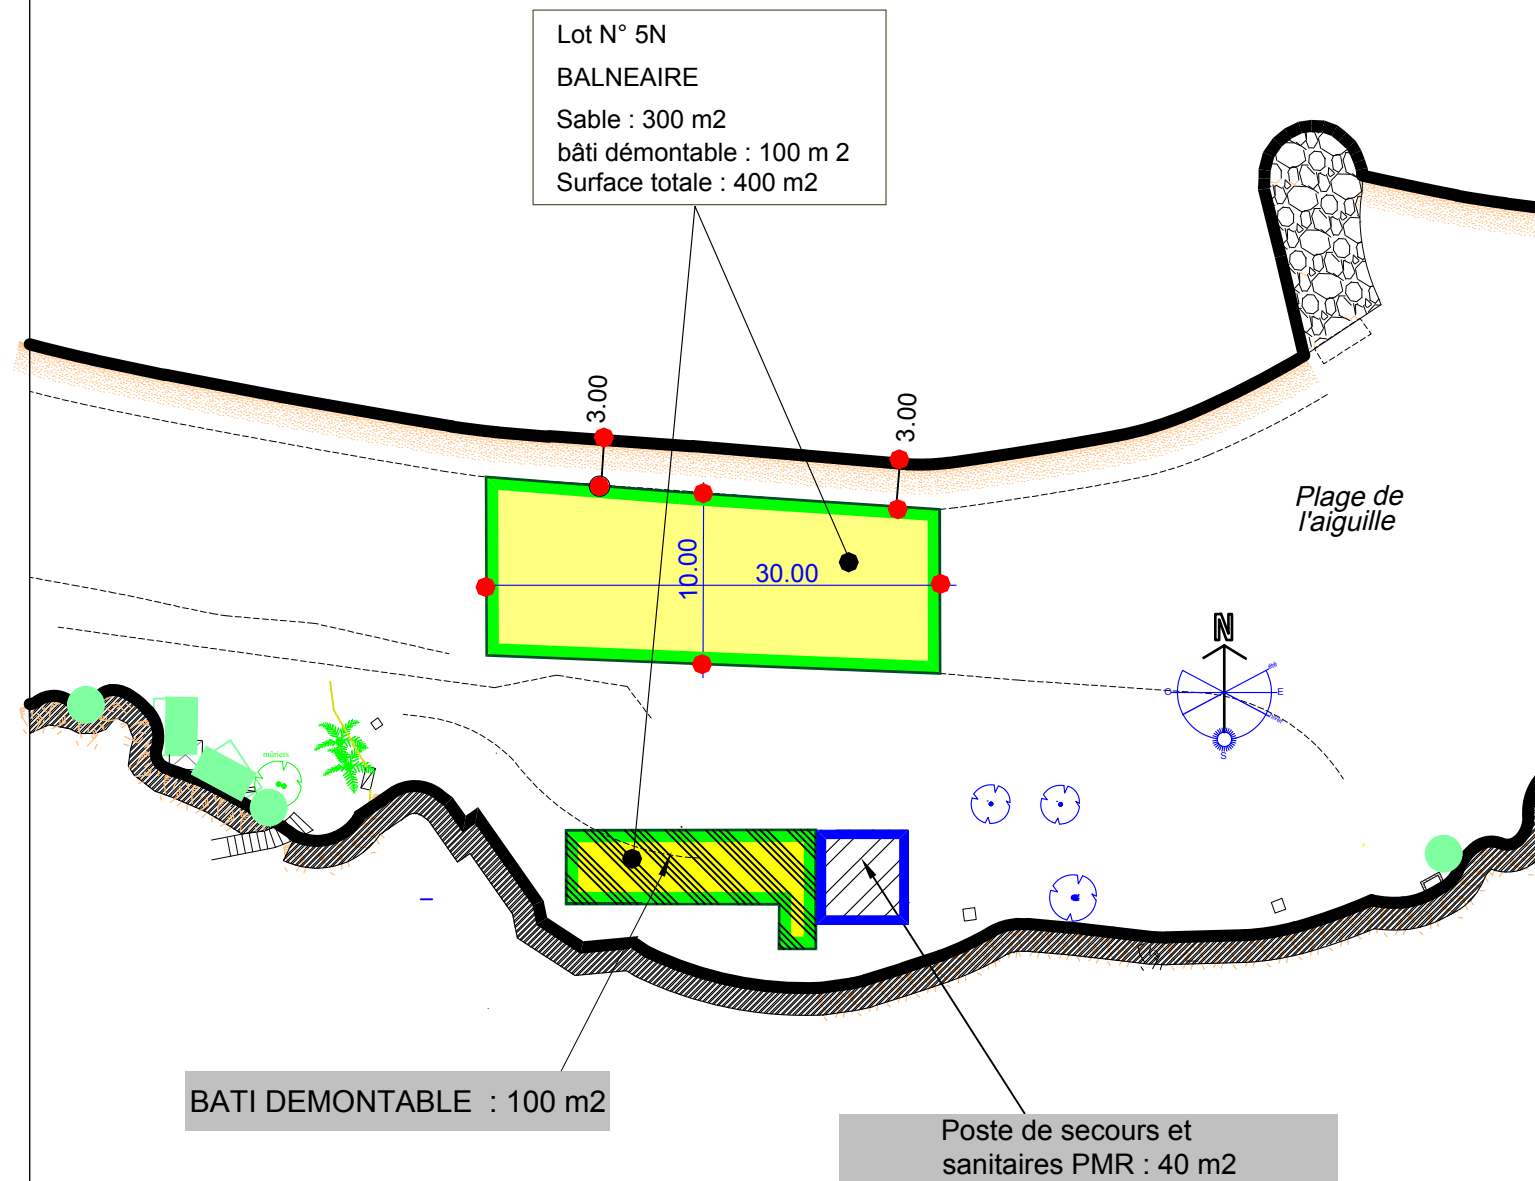 Lot N° 5N
BALNEAIRE
Sable : 300 m2
bâti démontable : 100 m 2
Surface totale : 400 m2
3.00
3.00
10.00
30.00
Plage de
l'aiguille
N
O
E
S
mûriers
BATI DEMONTABLE : 100 m2
Poste de secours et
sanitaires PMR : 40 m2